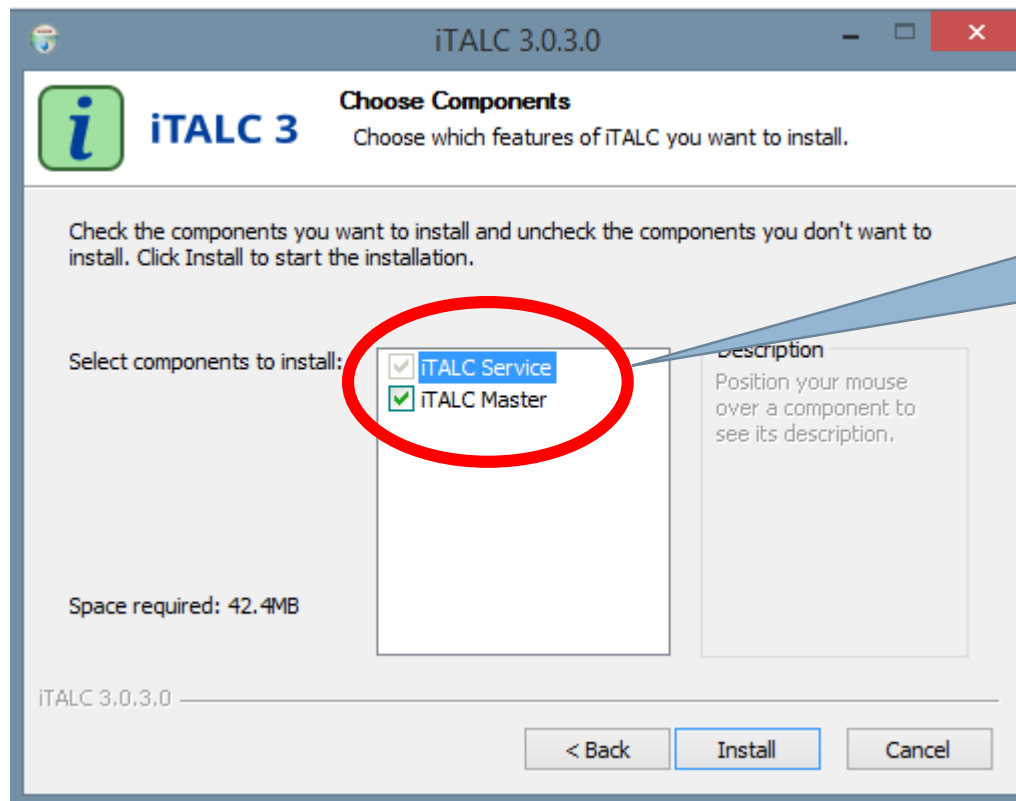 iTALC 3.0.3.0
iTALC 3
Choose Components
Choose which features of iTALC you want to install.
Check the components you want to install and uncheck the components you don't want to
install. Click Install to start the installation.
Select components to install:
iTALC Service
iTALC Master
Description
Position your mouse
over a component to
see its description.
Space required: 42.4MB
iTALC 3.0.3.0
< Back
Install
Cancel